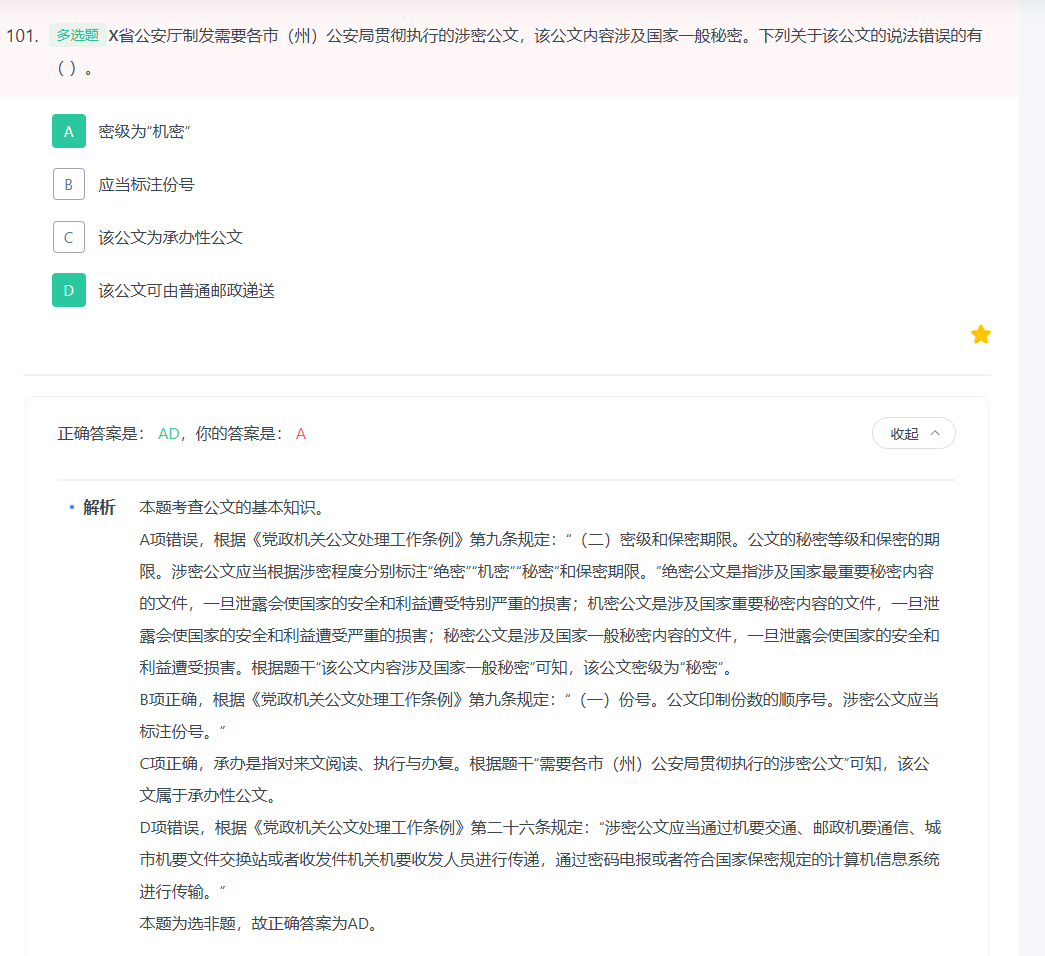 101. 多选题 X省公安厅制发需要各市（州）公安局贯彻执行的涉密公文，该公文内容涉及国家一般秘密。下列关于该公文的说法错误的有
（ ）。
A 密级为“机密”
B 应当标注份号
C 该公文为承办性公文
D 该公文可由普通邮政递送
正确答案是： AD，你的答案是： A
收起
解析 本题考查公文的基本知识。
A项错误，根据《党政机关公文处理工作条例》第九条规定：“（二）密级和保密期限。公文的秘密等级和保密的期
限。涉密公文应当根据涉密程度分别标注“绝密”“机密”“秘密”和保密期限。”绝密公文是指涉及国家最重要秘密内容
的文件，一旦泄露会使国家的安全和利益遭受特别严重的损害；机密公文是涉及国家重要秘密内容的文件，一旦泄
露会使国家的安全和利益遭受严重的损害；秘密公文是涉及国家一般秘密内容的文件，一旦泄露会使国家的安全和
利益遭受损害。根据题干“该公文内容涉及国家一般秘密”可知，该公文密级为“秘密”。
B项正确，根据《党政机关公文处理工作条例》第九条规定：“（一）份号。公文印制份数的顺序号。涉密公文应当
标注份号。”
C项正确，承办是指对来文阅读、执行与办复。根据题干“需要各市（州）公安局贯彻执行的涉密公文”可知，该公
文属于承办性公文。
D项错误，根据《党政机关公文处理工作条例》第二十六条规定：“涉密公文应当通过机要交通、邮政机要通信、城
市机要文件交换站或者收发件机关机要收发人员进行传递，通过密码电报或者符合国家保密规定的计算机信息系统
进行传输。”
本题为选非题，故正确答案为AD。